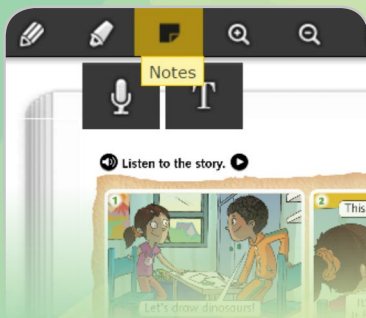 Notes
T
Listen to the story.
1
2
This
Let's draw dinosaurs!